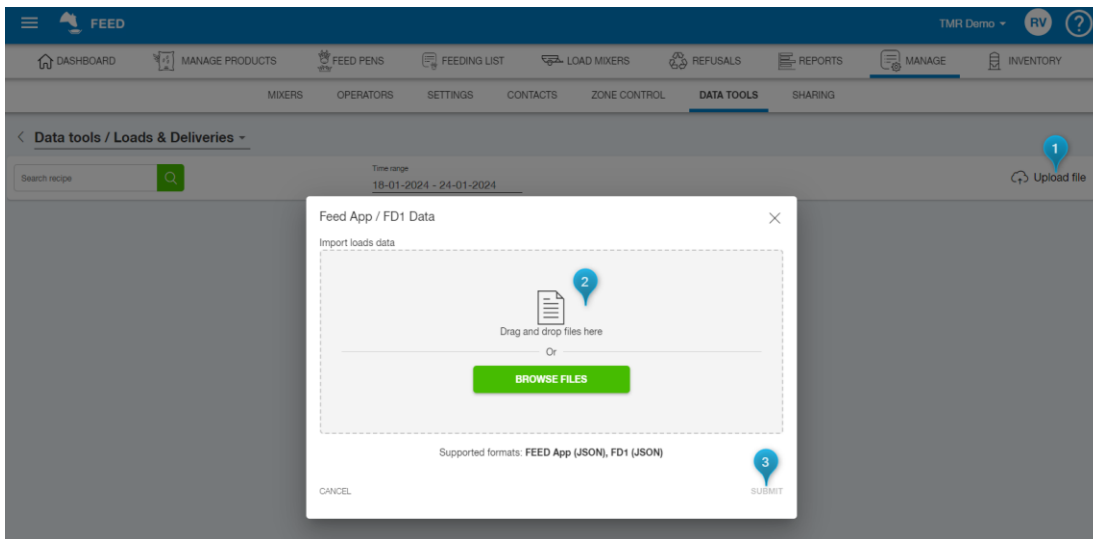 FEED
TMR Demo
RV
?
DASHBOARD
MANAGE PRODUCTS
FEED PENS
FEEDING LIST
LOAD MIXERS
REFUSALS
REPORTS
MANAGE
INVENTORY
MIXERS
OPERATORS
SETTINGS
CONTACTS
ZONE CONTROL
DATA TOOLS
SHARING
Data tools / Loads & Deliveries
1
Search recipe
Time range
18-01-2024 - 24-01-2024
Upload file
Feed App / FD1 Data
Import loads data
2
Drag and drop files here
Or
BROWSE FILES
Supported formats: FEED App (JSON), FD1 (JSON)
3
CANCEL
SUBMIT